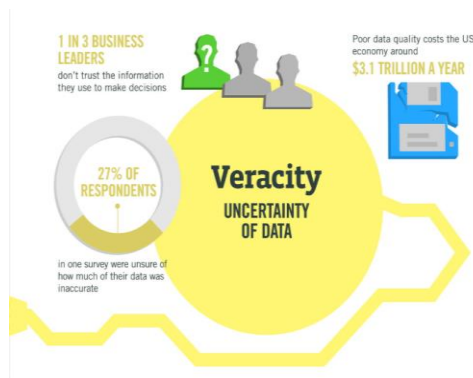 1 IN 3 BUSINESS
LEADERS
don't trust the information
they use to make decisions
?
Poor data quality costs the US
economy around
$3.1 TRILLION A YEAR
27% OF
RESPONDENTS
in one survey were unsure of
how much of their data was
inaccurate
Veracity
UNCERTAINTY
OF DATA